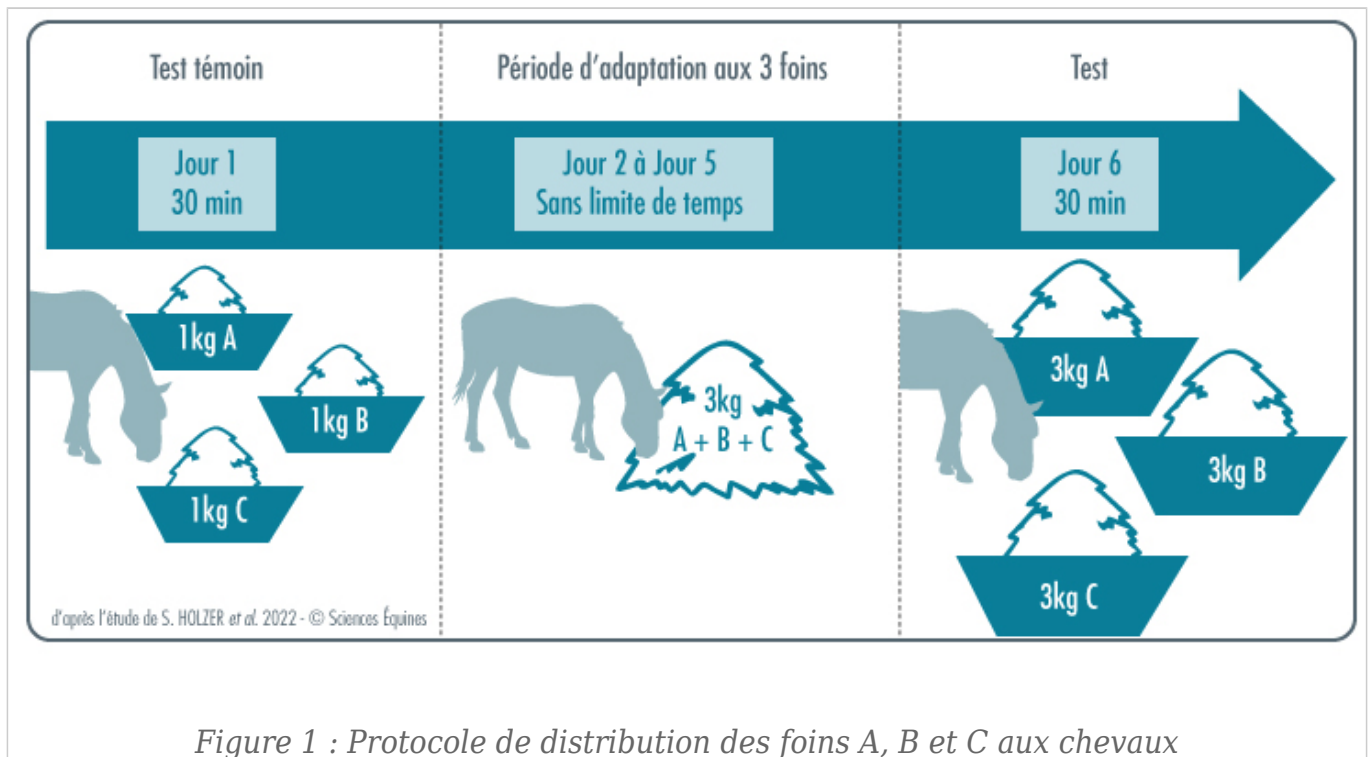 Test témoin
Période d'adaptation aux 3 foins
Test
Jour 1
30 min
Jour 2 à Jour 5
Sans limite de temps
Jour 6
30 min
1kg A
1kg B
1kg C
3kg
A + B + C
3kg A
3kg B
3kg C
d'après l'étude de S. HOLZER et al. 2022 - © Sciences Équines
Figure 1 : Protocole de distribution des foins A, B et C aux chevaux